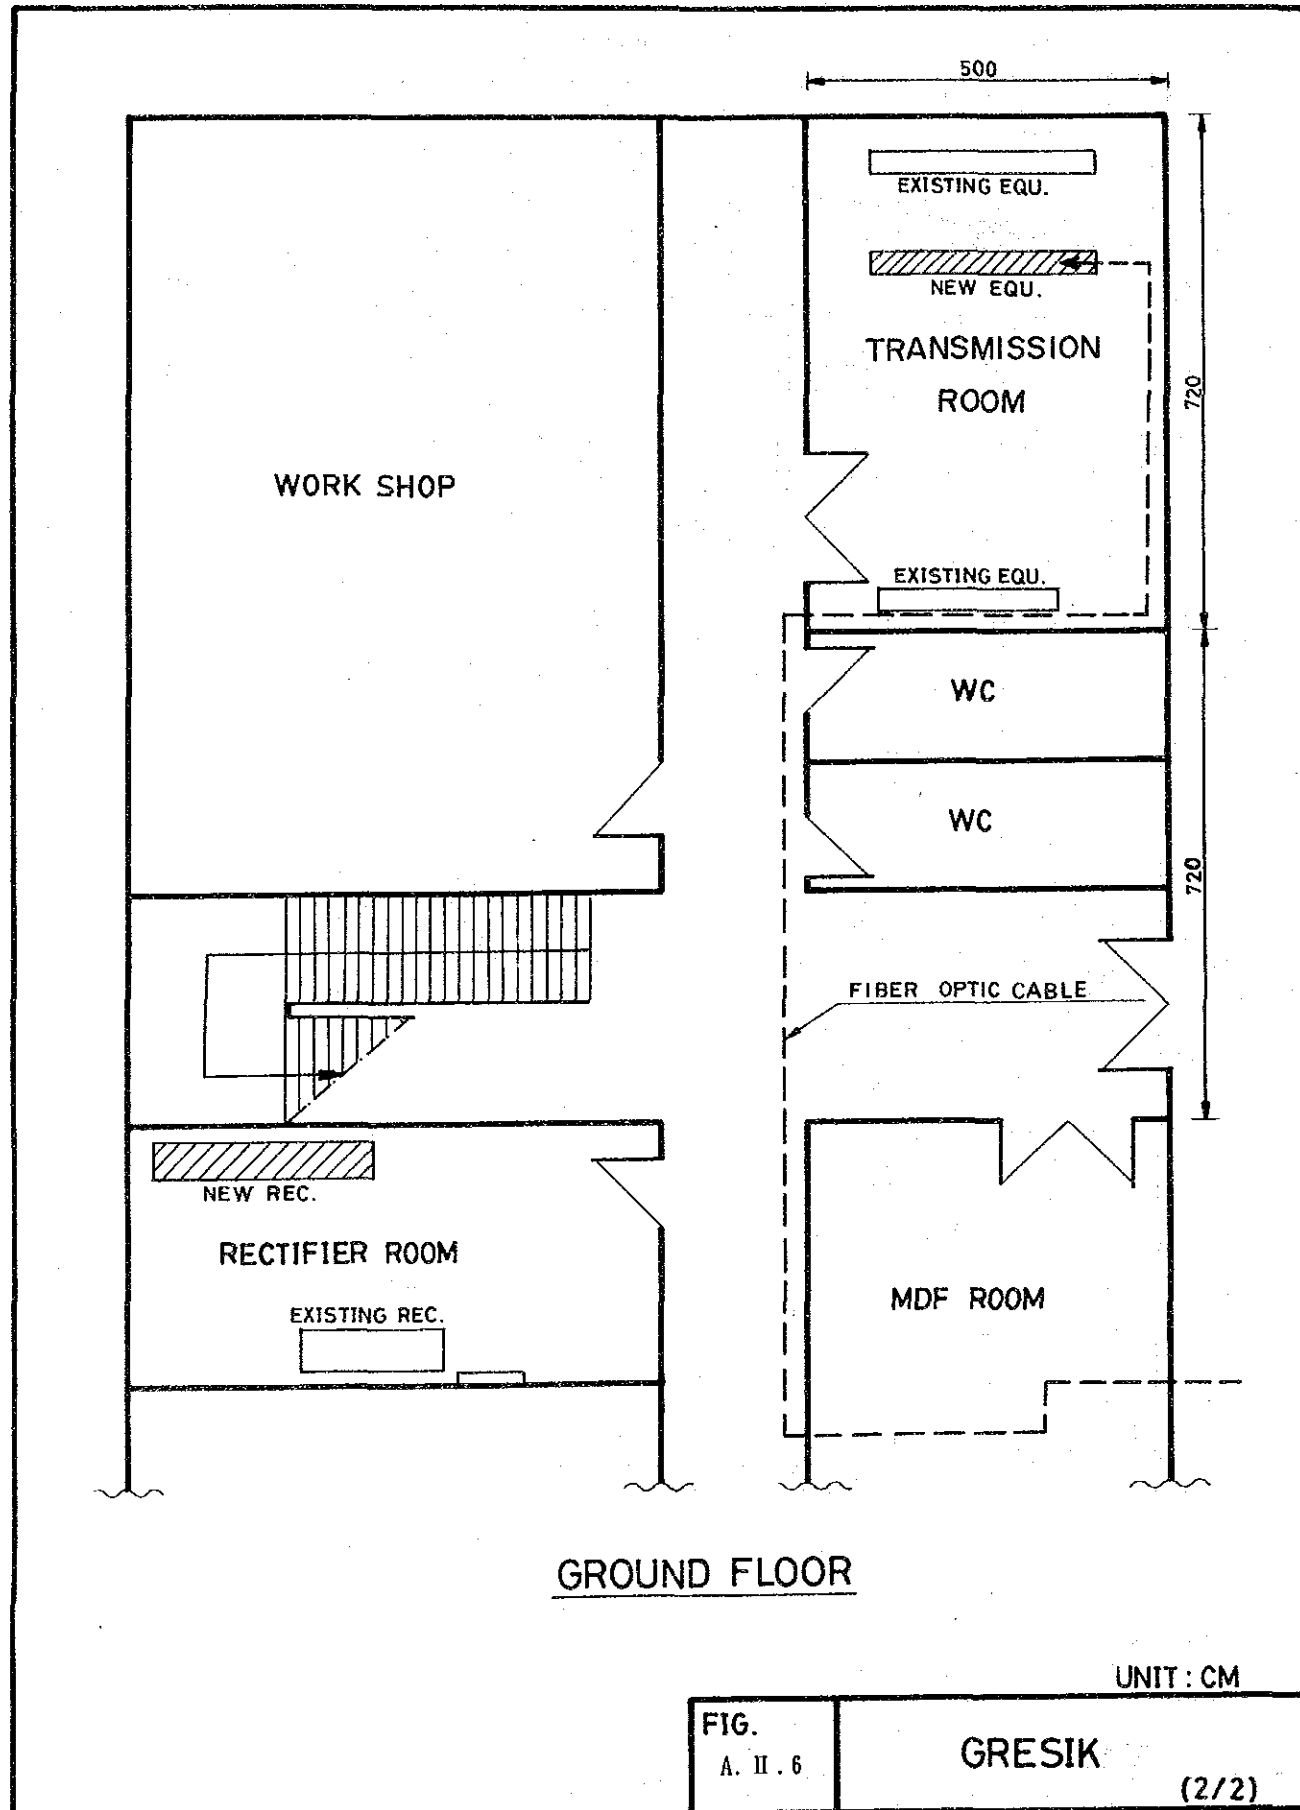 500
EXISTING EQU.
NEW EQU.
TRANSMISSION
ROOM
720
WORK SHOP
EXISTING EQU.
WC
WC
720
FIBER OPTIC CABLE
NEW REC.
RECTIFIER ROOM
MDF ROOM
EXISTING REC.
GROUND FLOOR
UNIT : CM
FIG.
A. II . 6
GRESIK
(2/2)